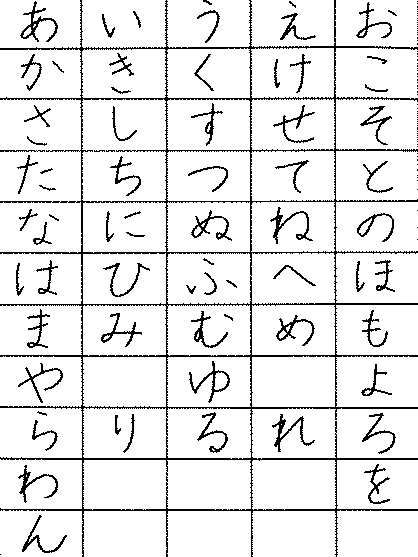 あ い う え お
か き く け こ
さ し す せ そ
た ち つ て と
な に ぬ ね の
は ひ ふ へ ほ
ま み む め も
や ゆ よ
ら り る れ ろ
わ を
ん